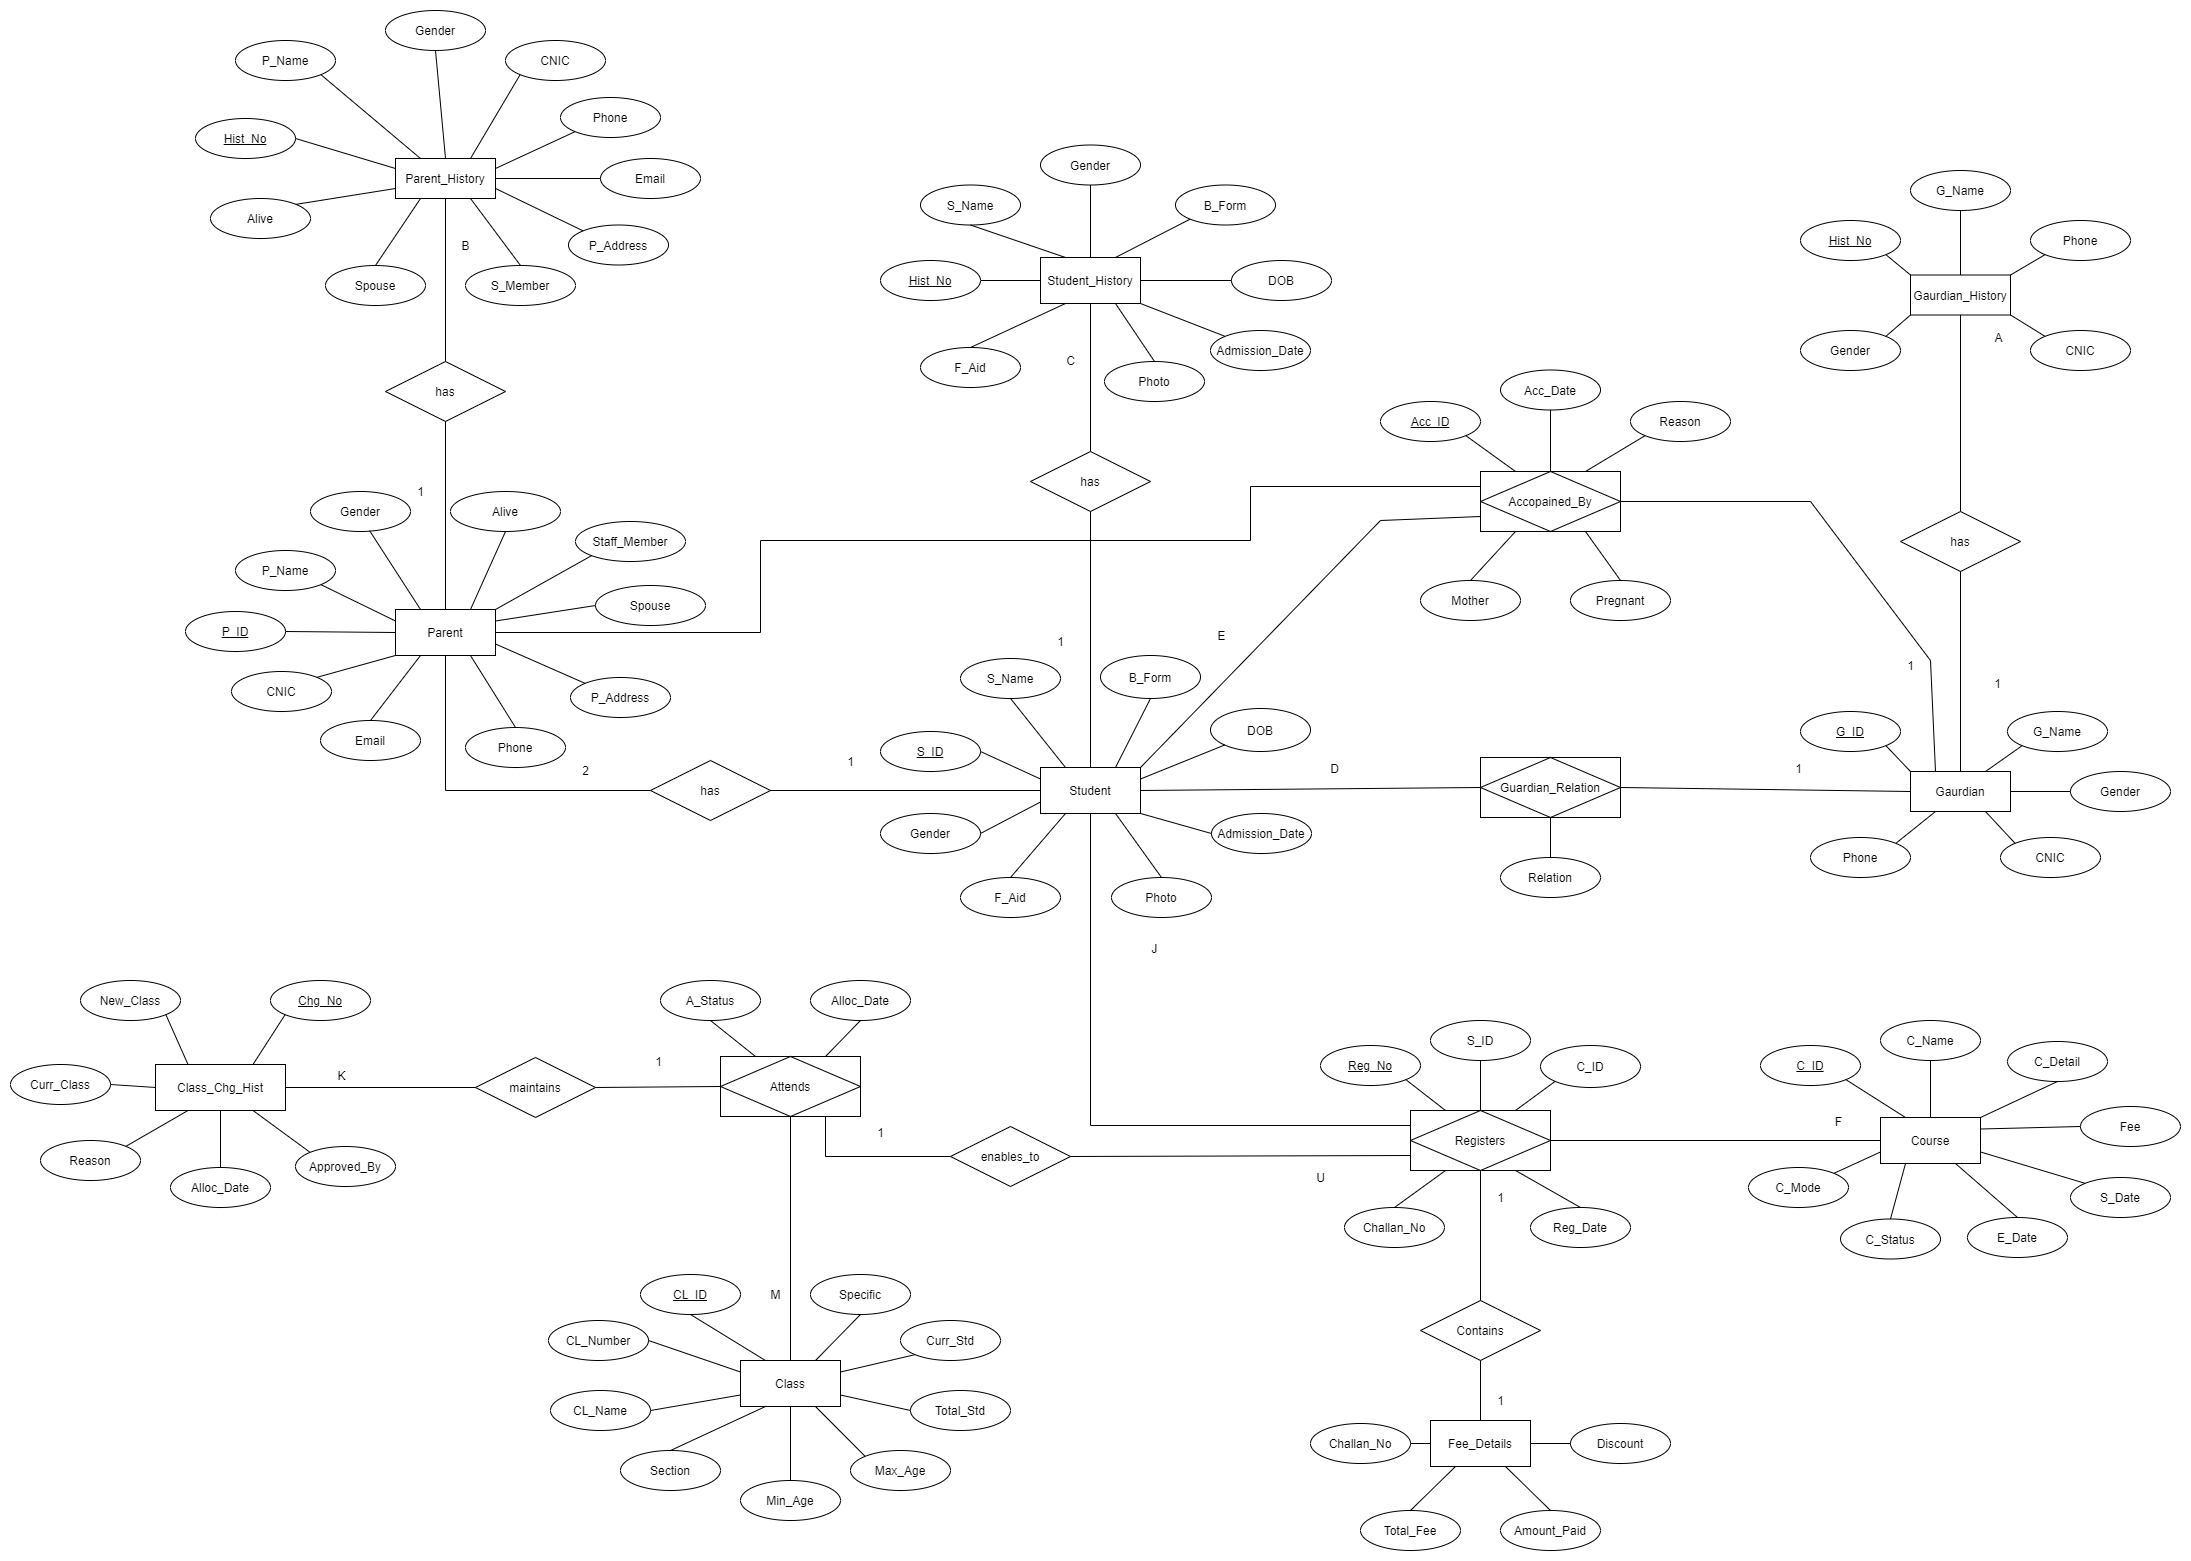 Gender
P_Name
CNIC
Phone
Hist_No
Parent_History
Email
Alive
P_Address
B
Spouse
S_Member
has
1
Gender
S_Name
B_Form
Hist_No
Student_History
DOB
F_Aid
C
Photo
Admission_Date
has
1
G_Name
Hist_No
Phone
Gaurdian_History
Gender
A
CNIC
has
1
Acc_Date
Acc_ID
Reason
Accopained_By
Mother
Pregnant
E
1
Gender
Alive
Staff_Member
P_Name
Spouse
P_ID
Parent
CNIC
P_Address
Email
Phone
2
has
1
S_Name
B_Form
S_ID
DOB
Student
Gender
Admission_Date
F_Aid
Photo
D
Guardian_Relation
1
Relation
G_ID
G_Name
Gaurdian
Gender
Phone
CNIC
J
New_Class
Chg_No
Curr_Class
Class_Chg_Hist
Reason
Alloc_Date
Approved_By
K
maintains
1
A_Status
Alloc_Date
Attends
1
enables_to
U
S_ID
Reg_No
C_ID
Registers
Challan_No
Reg_Date
1
F
C_Name
C_ID
C_Detail
Course
Fee
C_Mode
S_Date
C_Status
E_Date
M
CL_ID
Specific
CL_Number
Curr_Std
Class
CL_Name
Total_Std
Section
Max_Age
Min_Age
Contains
1
Challan_No
Fee_Details
Discount
Total_Fee
Amount_Paid